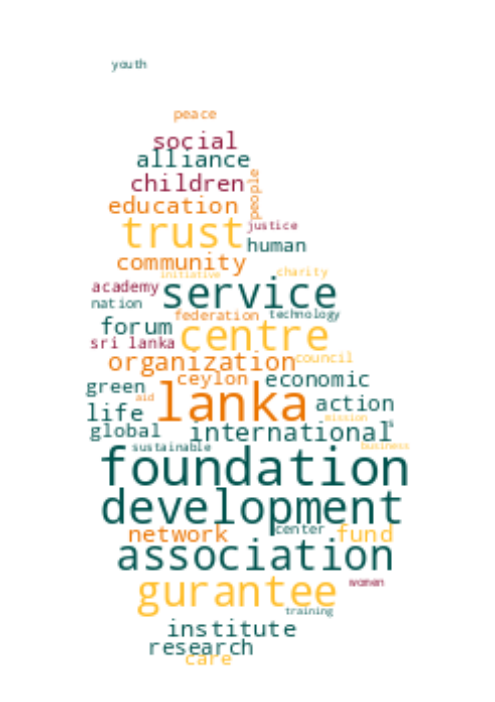 youth
peace
social
alliance
children
people
education
trust
justice
human
community
initiative charity
academy service
nation
federation technology
forum centre
sri lanka
organization council
ceylon economic
green
aid lanka action
life mission
global international
sustainable business
foundation
development
network center fund
association
gurantee women
training
institute
research
care